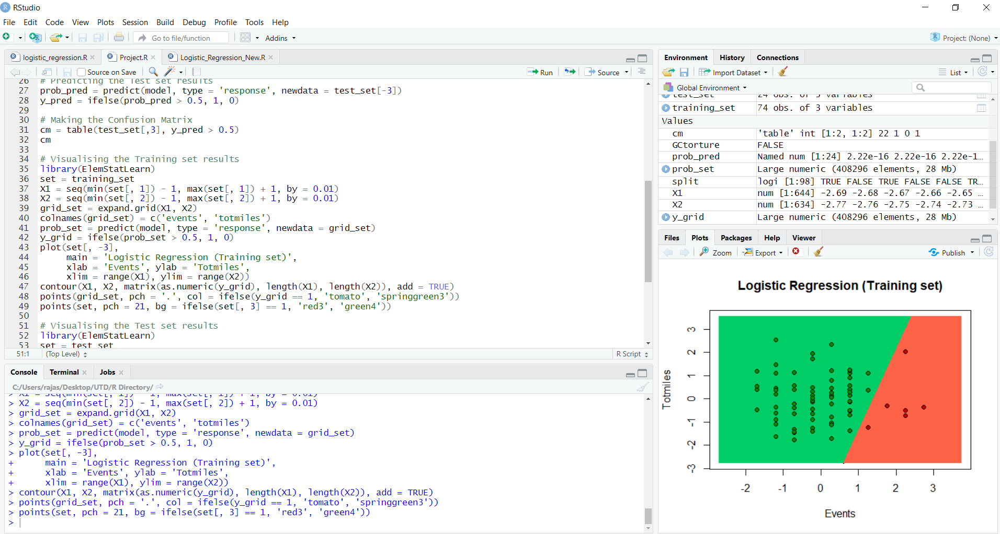 RStudio
File Edit Code View Plots Session Build Debug Profile Tools Help
Go to file/function Addins Project: (None)
logistic_regression.R Project.R Logistic_Regression_New.R
Source on Save Run Source
26 # Predicting the Test set results
27 prob_pred = predict(model, type = 'response', newdata = test_set[-3])
28 y_pred = ifelse(prob_pred > 0.5, 1, 0)
29
30 # Making the Confusion Matrix
31 cm = table(test_set[,3], y_pred > 0.5)
32 cm
33
34 # Visualising the Training set results
35 library(ElemStatLearn)
36 set = training_set
37 X1 = seq(min(set[, 1]) - 1, max(set[, 1]) + 1, by = 0.01)
38 X2 = seq(min(set[, 2]) - 1, max(set[, 2]) + 1, by = 0.01)
39 grid_set = expand.grid(X1, X2)
40 colnames(grid_set) = c('events', 'totmiles')
41 prob_set = predict(model, type = 'response', newdata = grid_set)
42 y_grid = ifelse(prob_set > 0.5, 1, 0)
43 plot(set[, -3],
44 main = 'Logistic Regression (Training set)',
45 xlab = 'Events', ylab = 'Totmiles',
46 xlim = range(X1), ylim = range(X2))
47 contour(X1, X2, matrix(as.numeric(y_grid), length(X1), length(X2)), add = TRUE)
48 points(grid_set, pch = '.', col = ifelse(y_grid == 1, 'tomato', 'springgreen3'))
49 points(set, pch = 21, bg = ifelse(set[, 3] == 1, 'red3', 'green4'))
50
51 # Visualising the Test set results
52 library(ElemStatLearn)
53 set = test_set
51:1 (Top Level) R Script
Console Terminal Jobs
C:/Users/rajas/Desktop/UTD/R Directory/
> X1 = seq(min(set[, 1]) - 1, max(set[, 1]) + 1, by = 0.01)
> X2 = seq(min(set[, 2]) - 1, max(set[, 2]) + 1, by = 0.01)
> grid_set = expand.grid(X1, X2)
> colnames(grid_set) = c('events', 'totmiles')
> prob_set = predict(model, type = 'response', newdata = grid_set)
> y_grid = ifelse(prob_set > 0.5, 1, 0)
> plot(set[, -3],
+ main = 'Logistic Regression (Training set)',
+ xlab = 'Events', ylab = 'Totmiles',
+ xlim = range(X1), ylim = range(X2))
> contour(X1, X2, matrix(as.numeric(y_grid), length(X1), length(X2)), add = TRUE)
> points(grid_set, pch = '.', col = ifelse(y_grid == 1, 'tomato', 'springgreen3'))
> points(set, pch = 21, bg = ifelse(set[, 3] == 1, 'red3', 'green4'))
>
Environment History Connections
Import Dataset List
Global Environment
test_set 24 obs. of 3 variables
training_set 74 obs. of 3 variables
Values
cm 'table' int [1:2, 1:2] 22 1 0 1
GCtorture FALSE
prob_pred Named num [1:24] 2.22e-16 2.22e-16 2.22e-1...
prob_set Large numeric (408296 elements, 28 Mb)
split logi [1:98] TRUE FALSE TRUE FALSE FALSE TR...
X1 num [1:644] -2.69 -2.68 -2.67 -2.66 -2.65 ...
X2 num [1:634] -2.77 -2.76 -2.75 -2.74 -2.73 ...
y_grid Large numeric (408296 elements, 28 Mb)
Files Plots Packages Help Viewer
Zoom Export Publish
Logistic Regression (Training set)
Totmiles
3
2
1
0
-1
-2
-3
-2 -1 0 1 2 3
Events